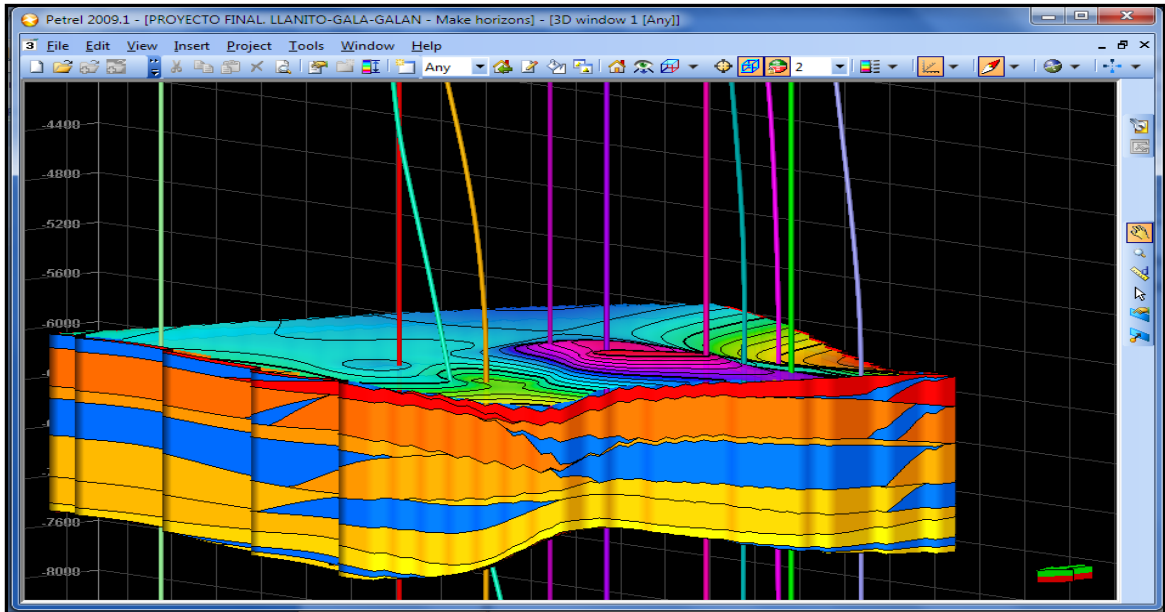 Petrel 2009.1 - [PROYECTO FINAL. LLANITO-GALA-GALAN - Make horizons] - [3D window 1 [Any]]
3 File Edit View Insert Project Tools Window Help
Any 2
-4400
-4800
-5200
-5600
-6000
-7600
-8000